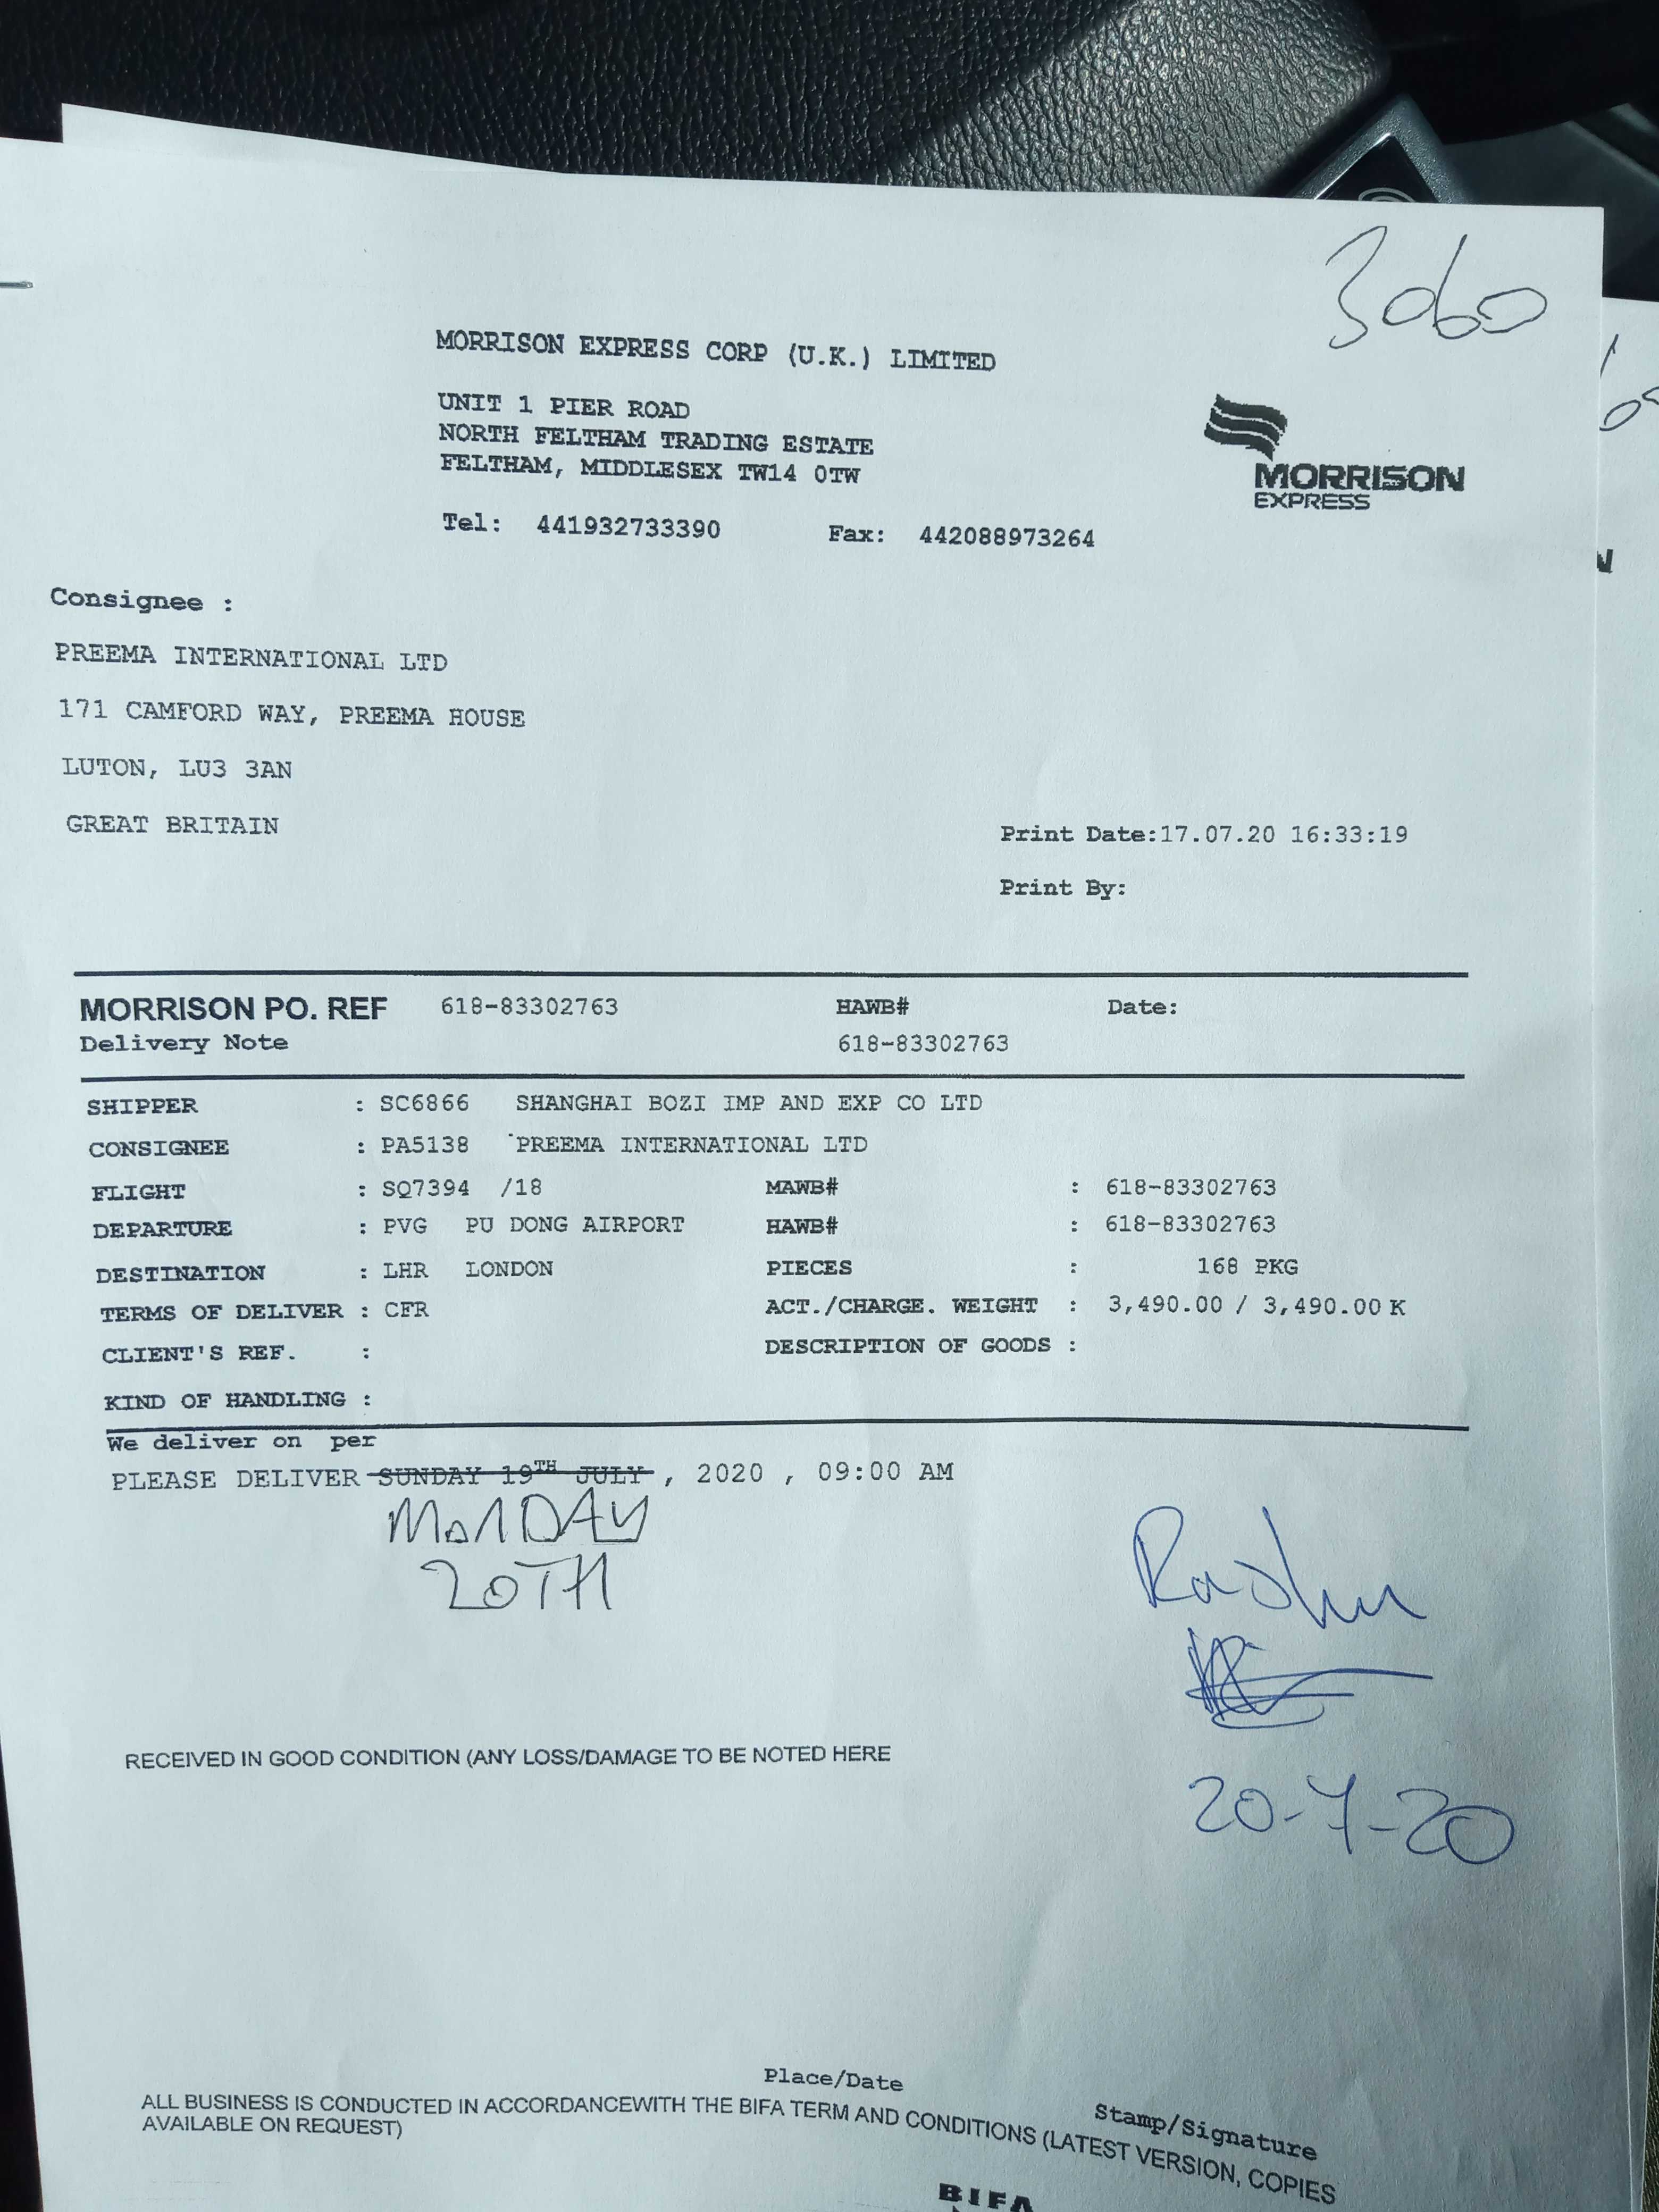 3060
MORRISON EXPRESS CORP (U.K.) LIMITED
UNIT 1 PIER ROAD
NORTH FELTHAM TRADING ESTATE
FELTHAM, MIDDLESEX TW14 0TW
MORRISON
EXPRESS
Tel: 441932733390 Fax: 442088973264
Consignee :
PREEMA INTERNATIONAL LTD
171 CAMFORD WAY, PREEMA HOUSE
LUTON, LU3 3AN
GREAT BRITAIN
Print Date:17.07.20 16:33:19
Print By:
MORRISON PO. REF 618-83302763 HAWB# Date:
Delivery Note 618-83302763
SHIPPER : SC6866 SHANGHAI BOZI IMP AND EXP CO LTD
CONSIGNEE : PA5138 PREEMA INTERNATIONAL LTD
FLIGHT : SQ7394 /18 MAWB# : 618-83302763
DEPARTURE : PVG PU DONG AIRPORT HAWB# : 618-83302763
DESTINATION : LHR LONDON PIECES : 168 PKG
TERMS OF DELIVER : CFR ACT./CHARGE. WEIGHT : 3,490.00 / 3,490.00 K
CLIENT'S REF. : DESCRIPTION OF GOODS :
KIND OF HANDLING :
We deliver on per
PLEASE DELIVER SUNDAY 19TH JULY , 2020 , 09:00 AM
MONDAY
20TH
RECEIVED IN GOOD CONDITION (ANY LOSS/DAMAGE TO BE NOTED HERE
20-7-20
Place/Date
Stamp/Signature
ALL BUSINESS IS CONDUCTED IN ACCORDANCEWITH THE BIFA TERM AND CONDITIONS (LATEST VERSION, COPIES
AVAILABLE ON REQUEST)
BIFA